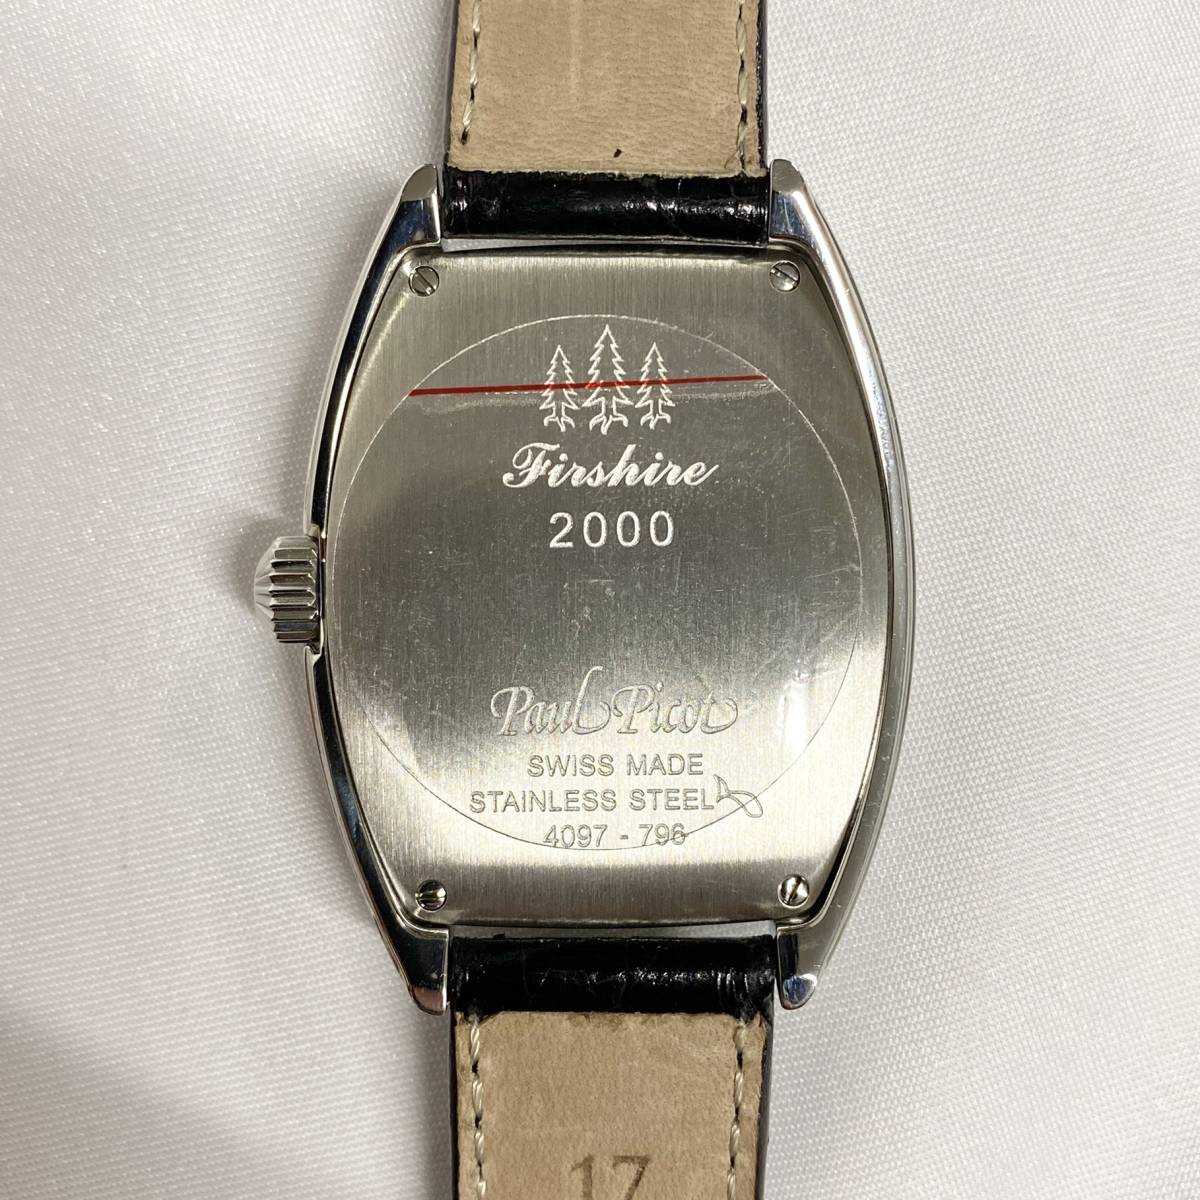 Firshire
2000
Paul Picot
SWISS MADE
STAINLESS STEEL
4097 - 796
17